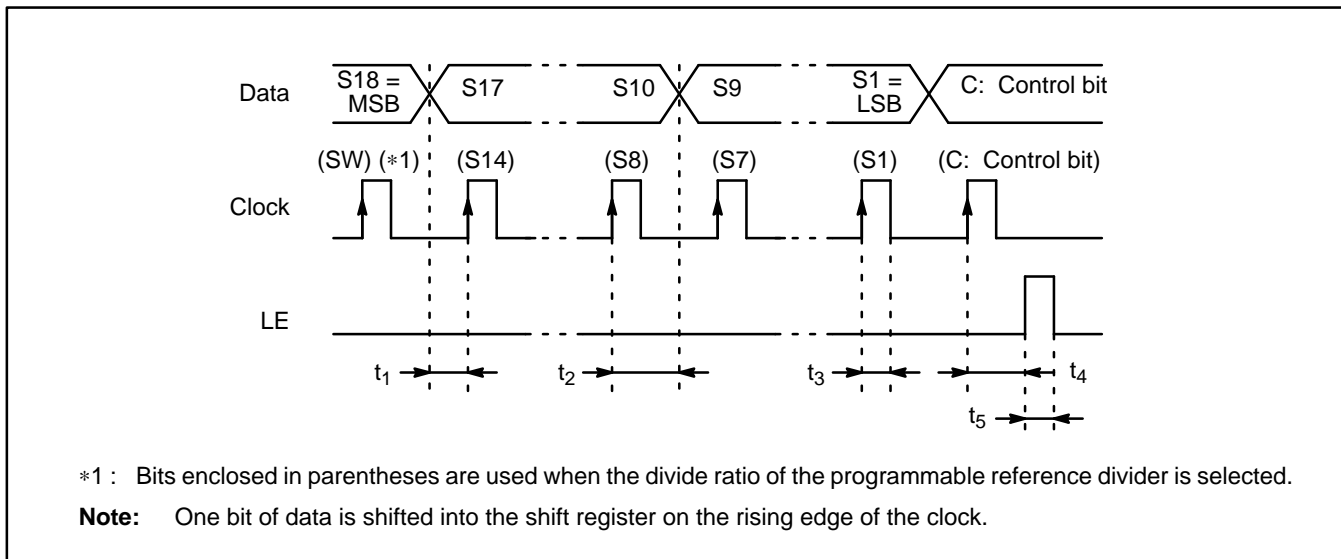 Data
S18 =
MSB
S17
S10
S9
S1 =
LSB
C: Control bit
(SW) (∗1)
(S14)
(S8)
(S7)
(S1)
(C: Control bit)
Clock
LE
t1
t2
t3
t4
t5
∗1 : Bits enclosed in parentheses are used when the divide ratio of the programmable reference divider is selected.
Note: One bit of data is shifted into the shift register on the rising edge of the clock.